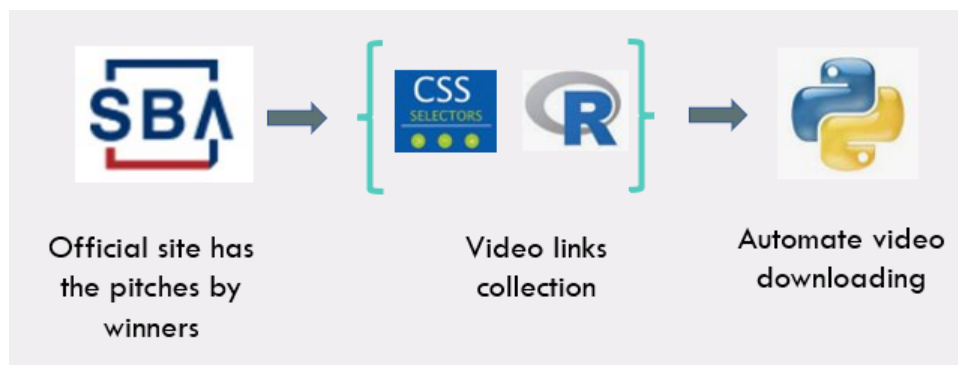 SBA
Official site has
the pitches by
winners
CSS
SELECTORS
R
Video links
collection
Automate video
downloading